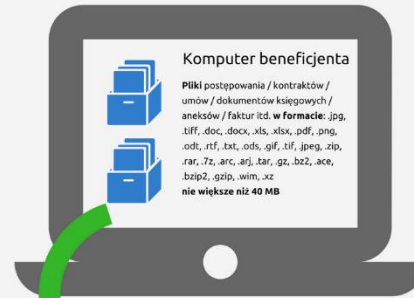 Komputer beneficjenta
Pliki postępowania / kontraktów /
umów / dokumentów księgowych /
aneksów / faktur itd. w formacie: .jpg,
.tiff, .doc, .docx, .xls, .xlsx, .pdf, .png,
.odt, .rtf, .txt, .ods, .gif, .tif, .jpeg, .zip,
.rar, .7z, .arc, .arj, .tar, .gz, .bz2, .ace,
.bzip2, .gzip, .wim, .xz
nie większe niż 40 MB